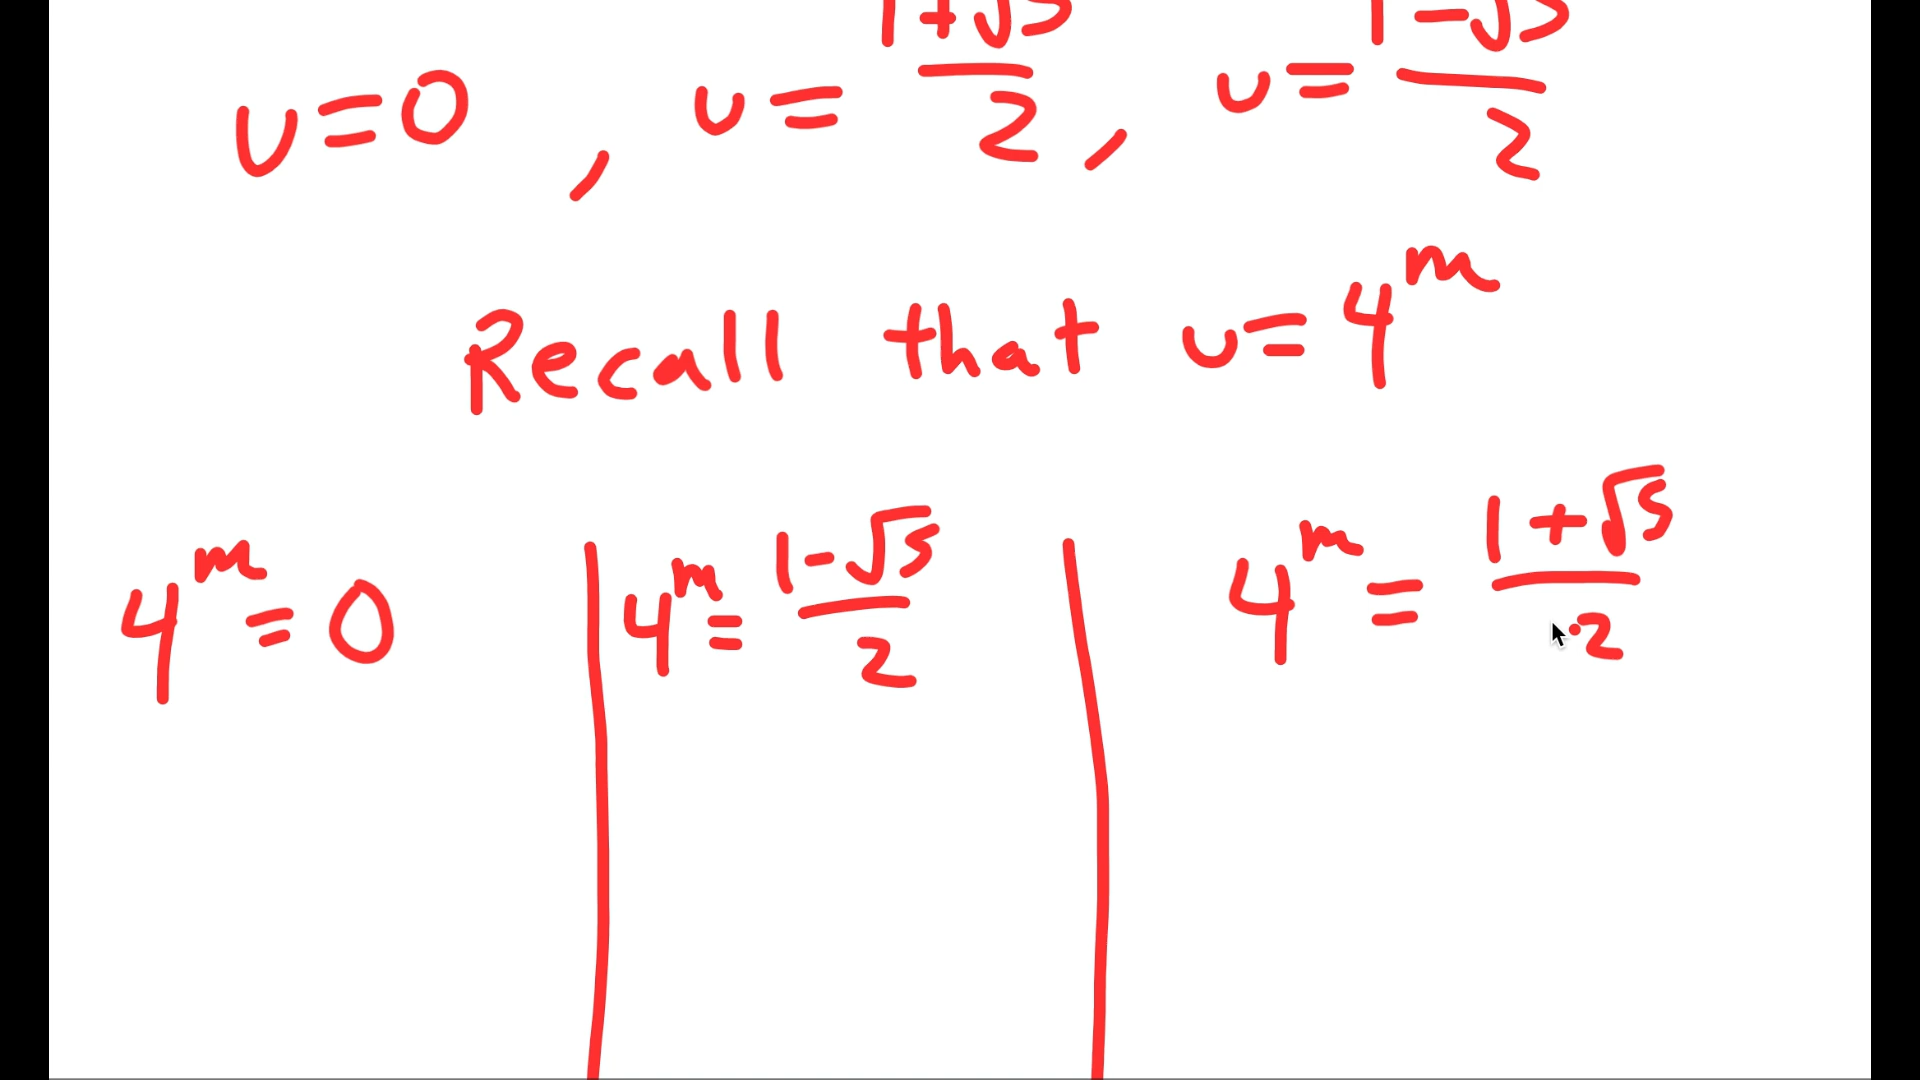 u=0 , u= (1+√5)/2 , u= (1-√5)/2
Recall that u=4^m
4^m=0 | 4^m= (1-√5)/2 | 4^m= (1+√5)/2